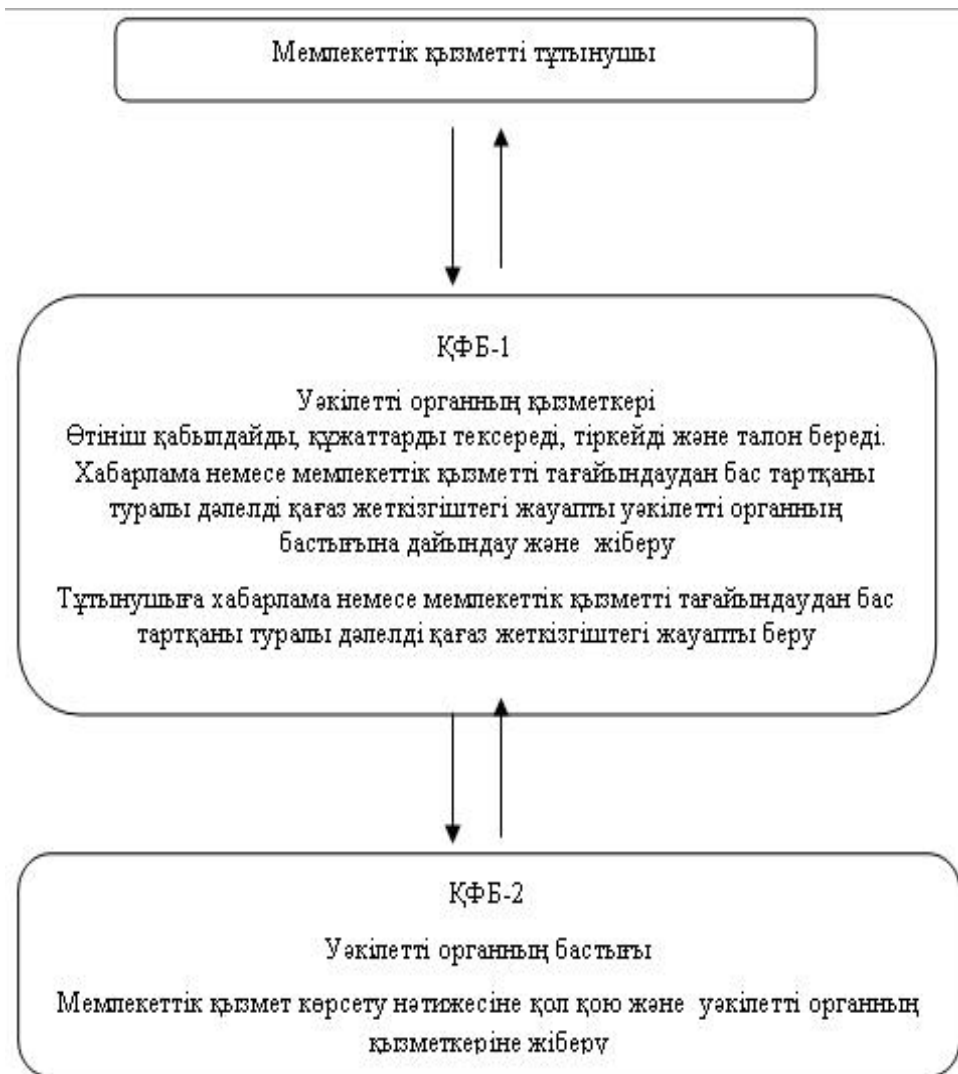 Мемлекеттік қызметті тұтынушы
ҚФБ-1
Уәкілетті органның қызметкері
Өтініш қабылдайды, құжаттарды тексереді, тіркейді және талон береді.
Хабарлама немесе мемлекеттік қызметті тағайындаудан бас тартқаны
туралы дәлелді қағаз жеткізгіштегі жауапты уәкілетті органның
бастығына дайындау және жіберу
Тұтынушыға хабарлама немесе мемлекеттік қызметті тағайындаудан бас
тартқаны туралы дәлелді қағаз жеткізгіштегі жауапты беру
ҚФБ-2
Уәкілетті органның бастығы
Мемлекеттік қызмет көрсету нәтижесіне қол қою және уәкілетті органның
қызметкеріне жіберу